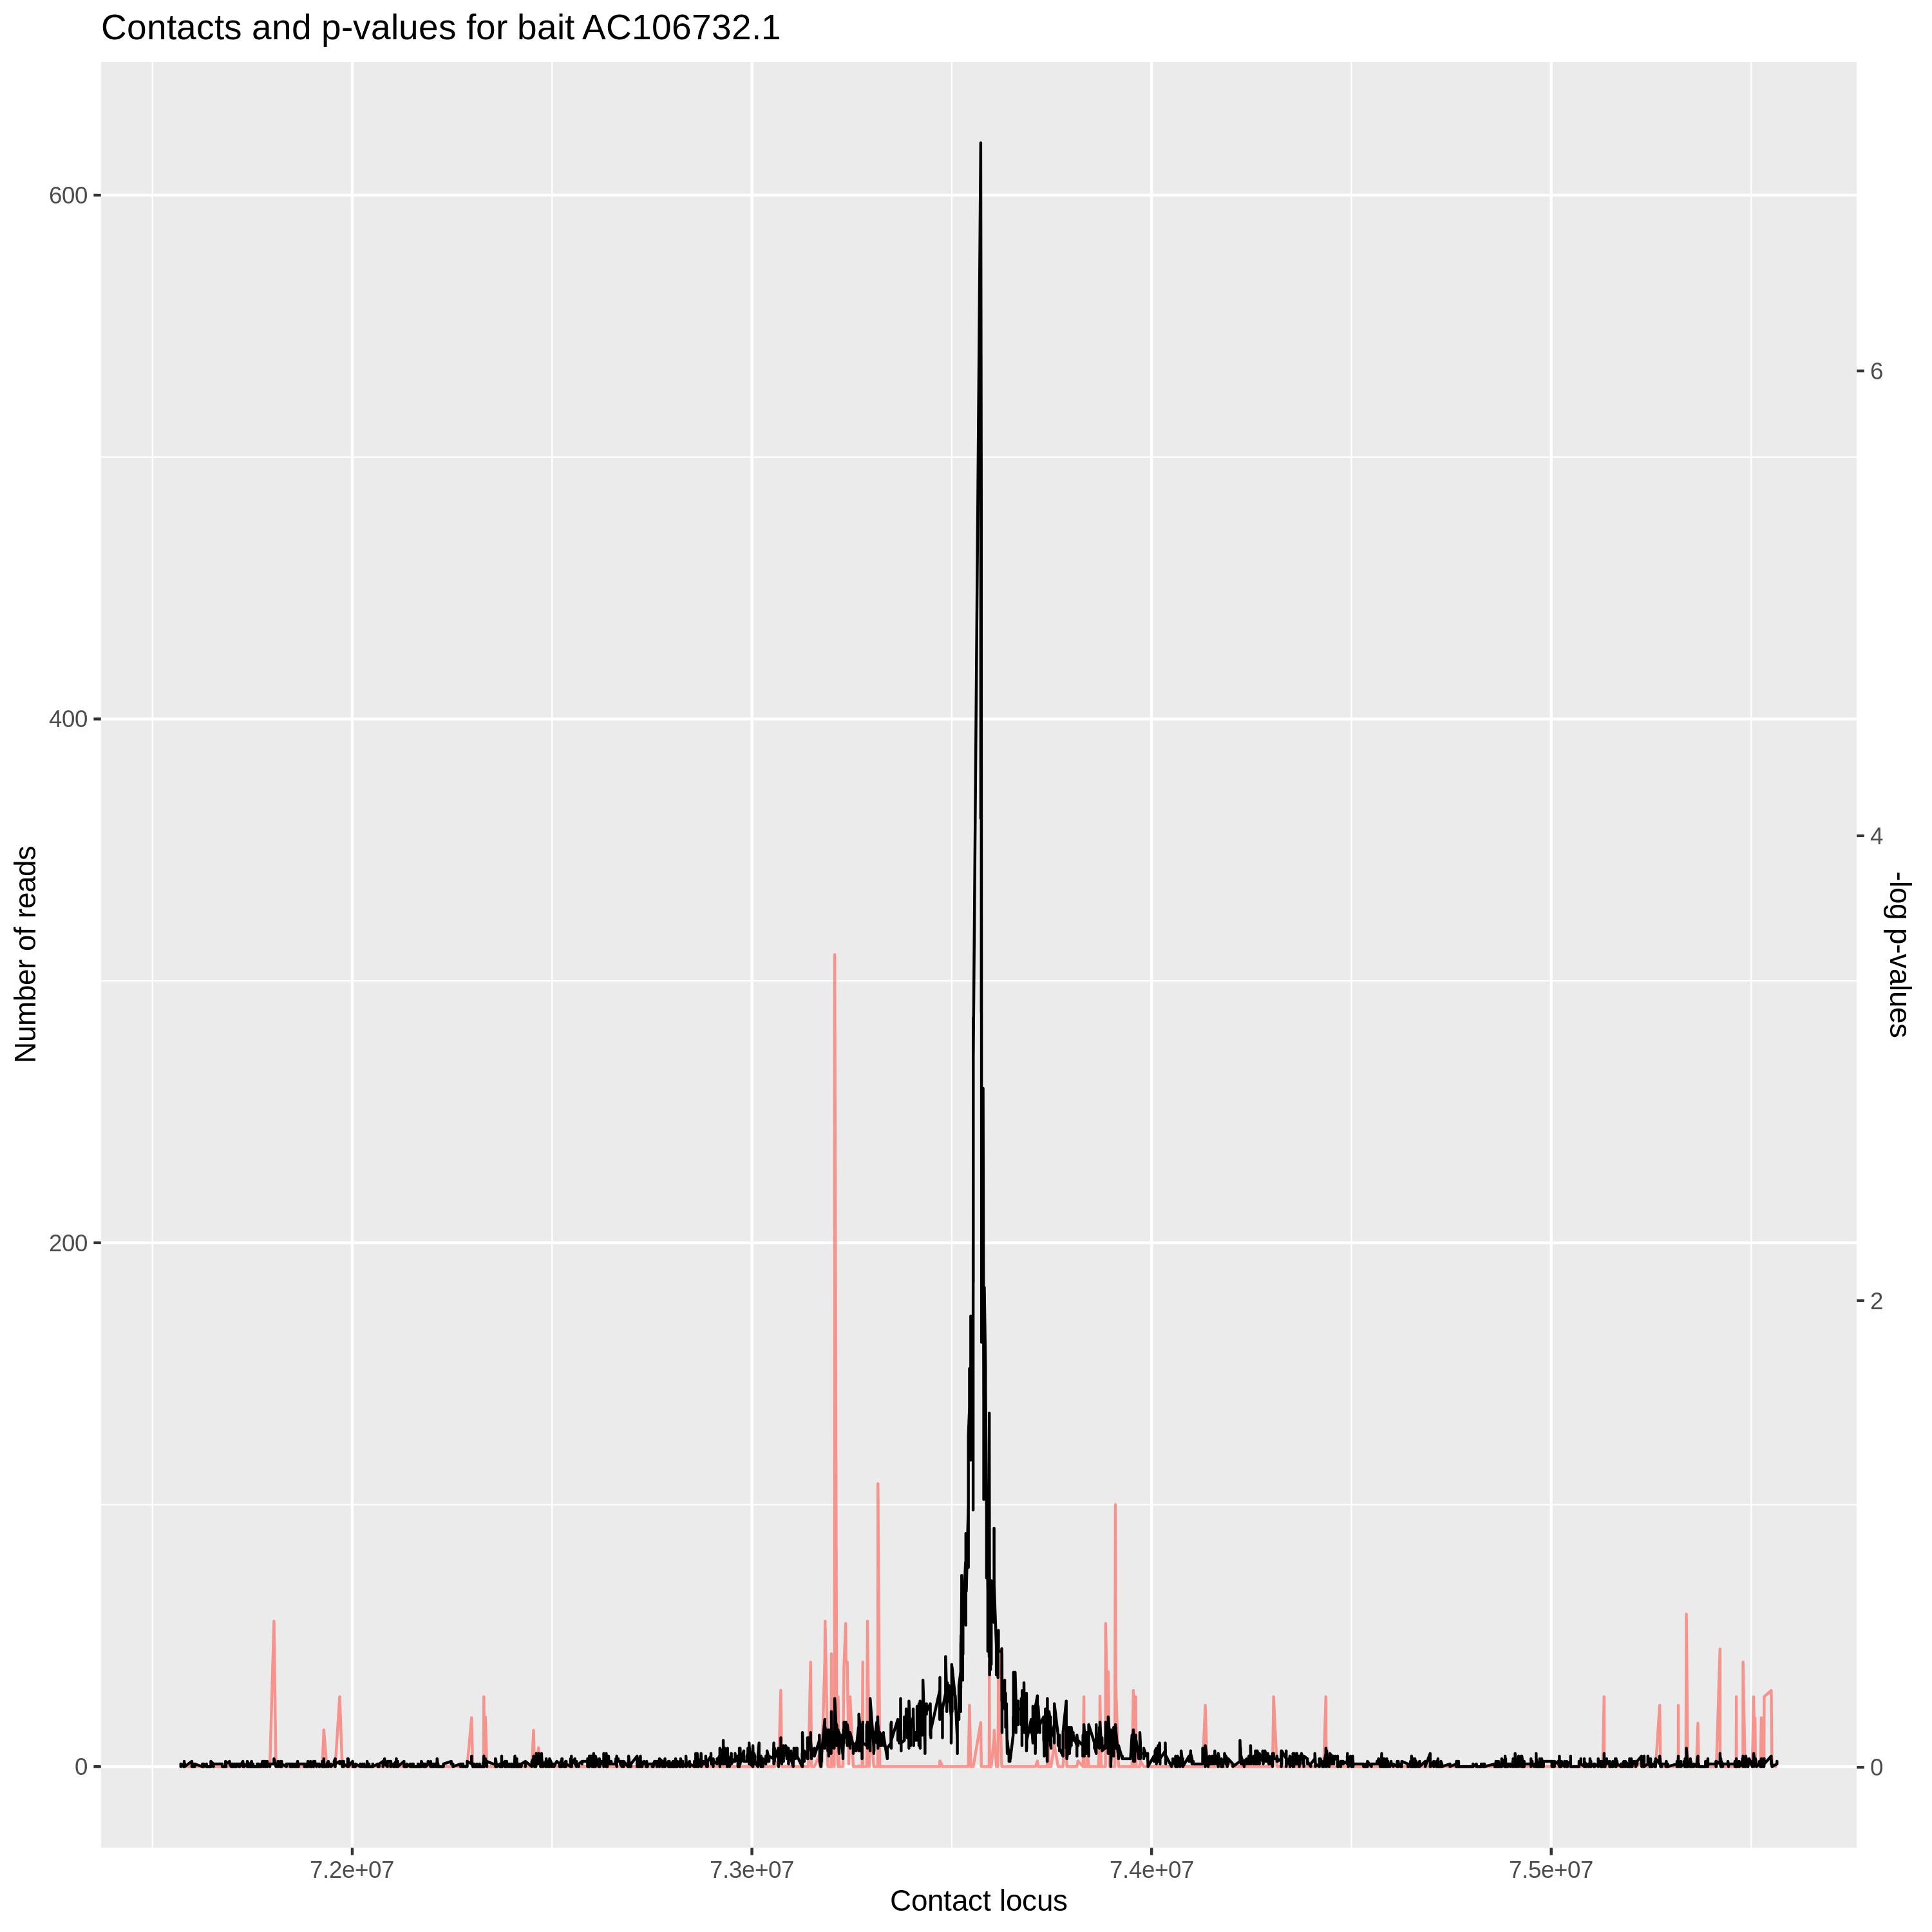 Contacts and p-values for bait AC106732.1
600
400
200
0
Number of reads
6
4
2
0
-log p-values
7.2e+07
7.3e+07
7.4e+07
7.5e+07
Contact locus